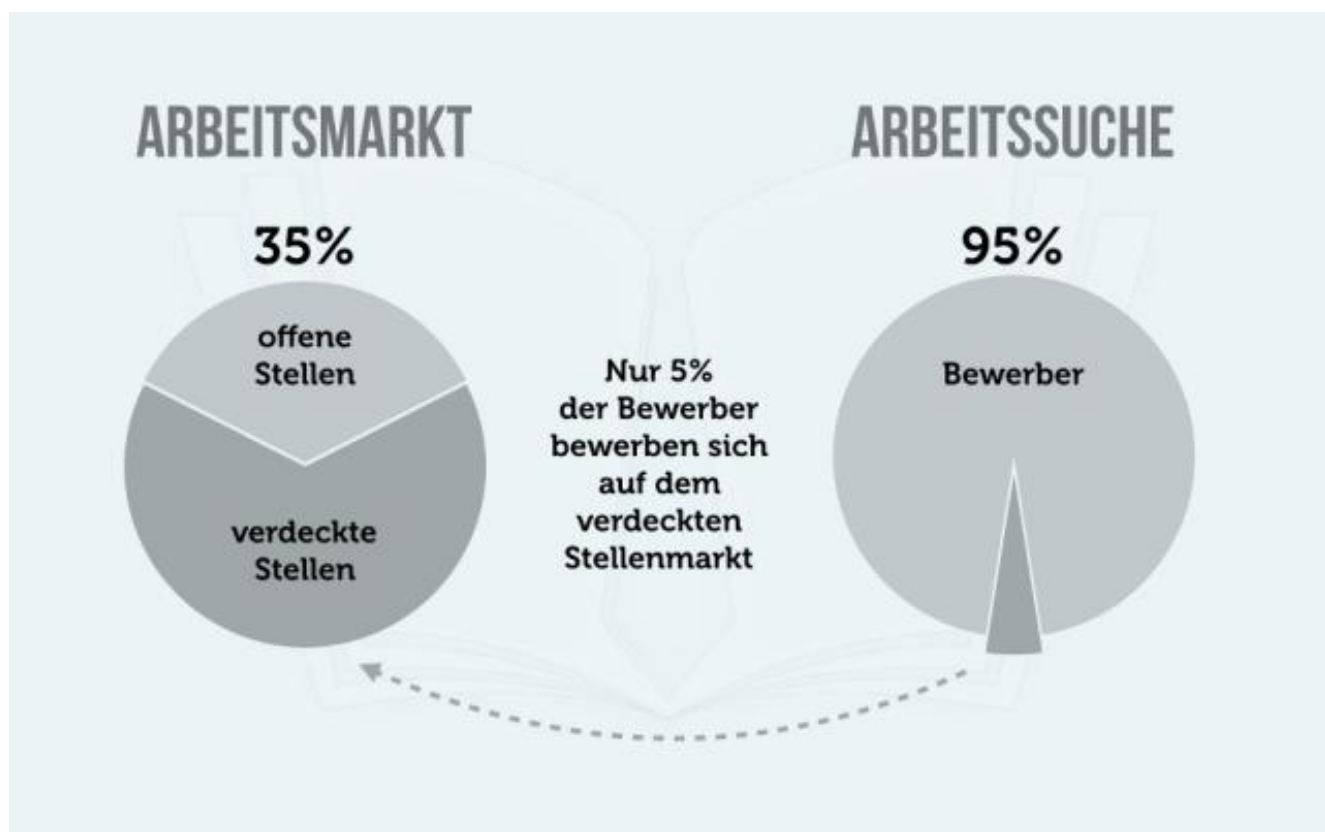 ARBEITSMARKT
35%
offene
Stellen
verdeckte
Stellen
Nur 5%
der Bewerber
bewerben sich
auf dem
verdeckten
Stellenmarkt
ARBEITSSUCHE
95%
Bewerber